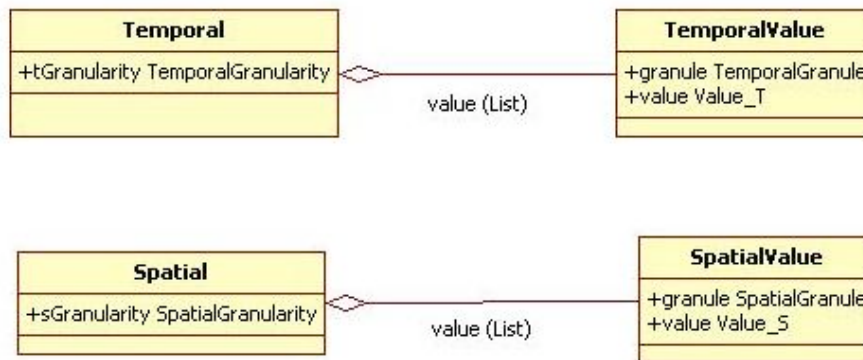 Temporal
+tGranularity TemporalGranularity
value (List)
TemporalValue
+granule TemporalGranule
+value Value_T
Spatial
+sGranularity SpatialGranularity
value (List)
SpatialValue
+granule SpatialGranule
+value Value_S